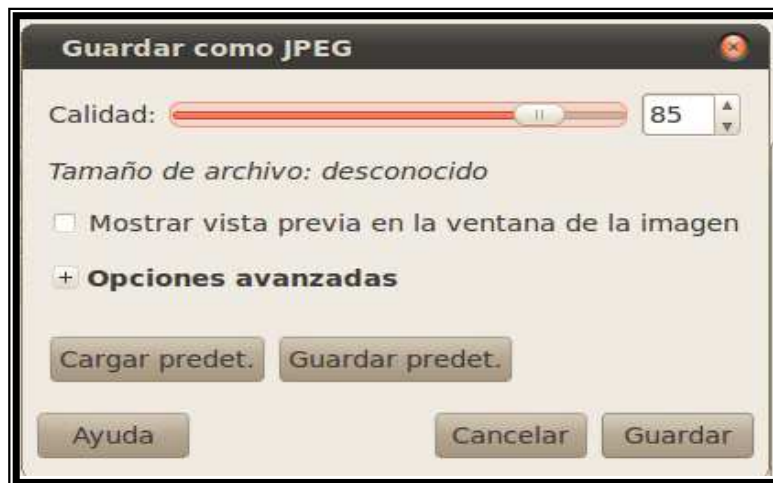 Guardar como JPEG
Calidad: 85
Tamaño de archivo: desconocido
Mostrar vista previa en la ventana de la imagen
+ Opciones avanzadas
Cargar predet. Guardar predet.
Ayuda Cancelar Guardar